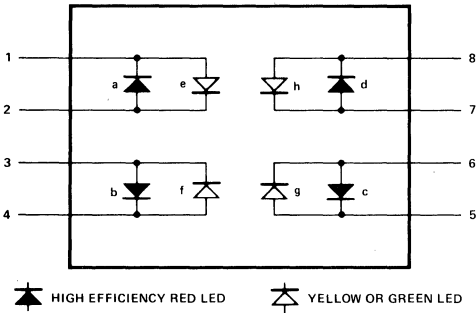 1 8
a e h d
2 7
3 6
b f g c
4 5
HIGH EFFICIENCY RED LED YELLOW OR GREEN LED